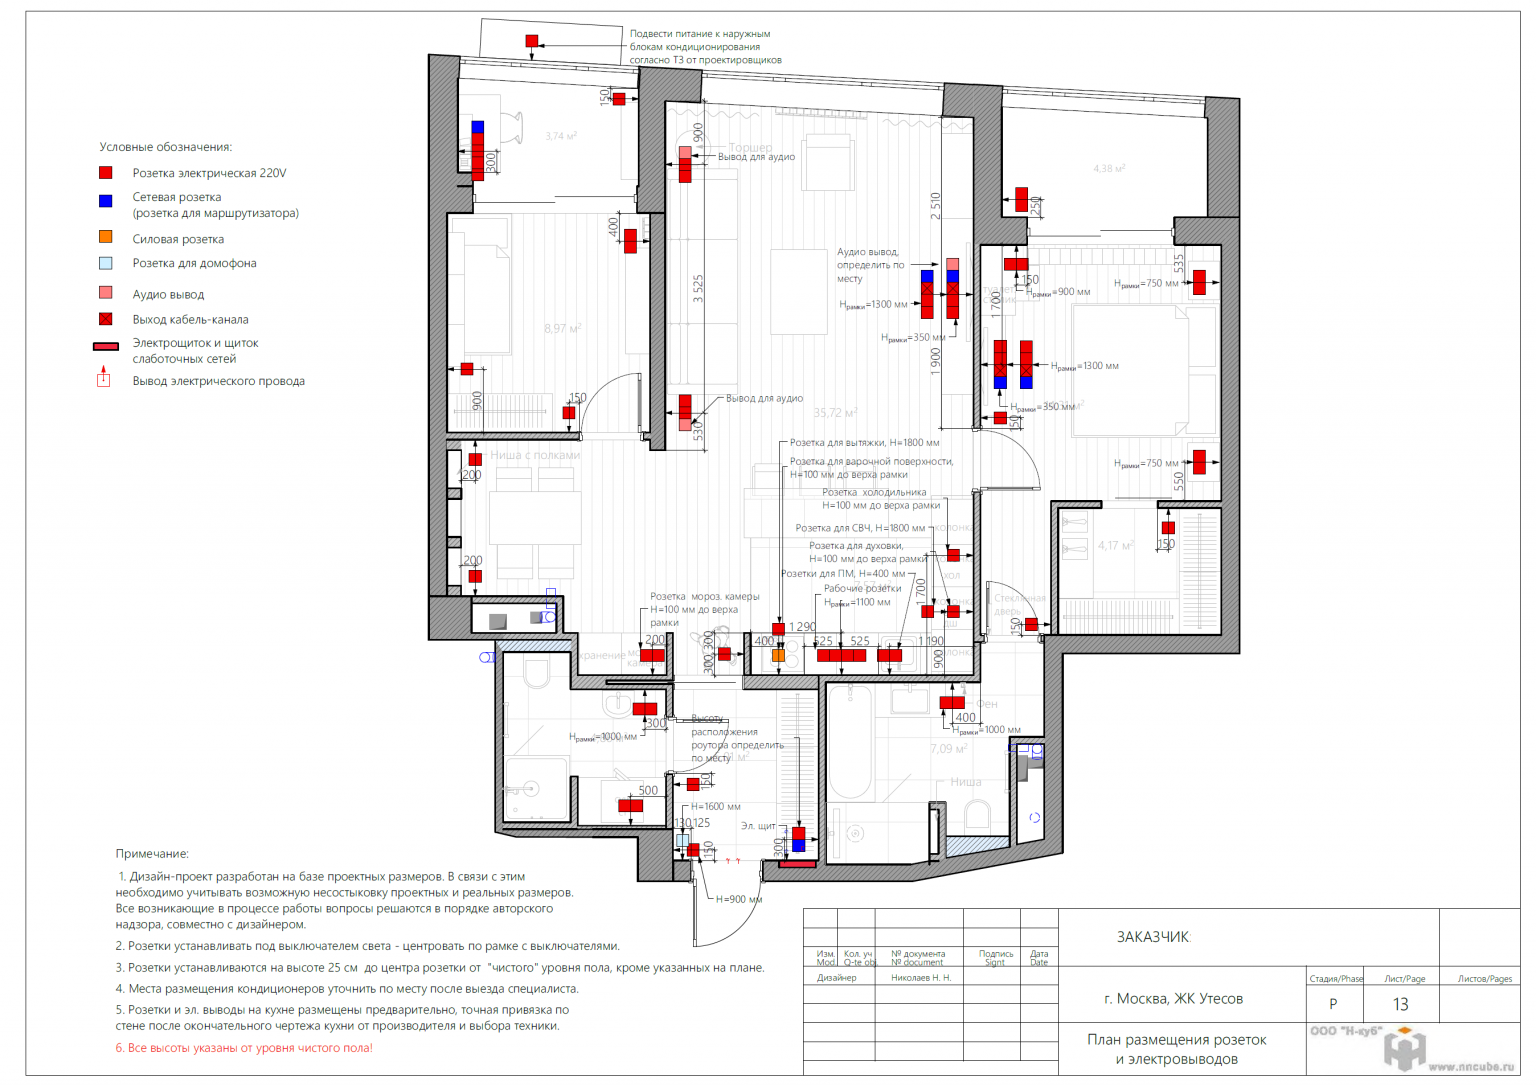 Подвести питание к наружным
блокам кондиционирования
согласно ТЗ от проектировщиков
Условные обозначения:
Розетка электрическая 220V
Сетевая розетка
(розетка для маршрутизатора)
Силовая розетка
Розетка для домофона
Аудио вывод
Выход кабель-канала
Электрощиток и щиток
слаботочных сетей
Вывод электрического провода
150
3,74 м²
300
900
Торшер
Вывод для аудио
4,38 м²
2 510
250
400
Аудио вывод,
определить по
месту
535
150
Hрамки=900 мм
Hрамки=750 мм
3 525
Hрамки=1300 мм
1 700
8,97 м²
Hрамки=350 мм
1 900
Hрамки=1300 мм
900
150
Вывод для аудио
35,72 м²
Hрамки=350мм
150
530
Розетка для вытяжки, H=1800 мм
Ниша с полками
200
Розетка для варочной поверхности,
H=100 мм до верха рамки
Hрамки=750 мм
550
Розетка холодильника
H=100 мм до верха рамки
Розетка для СВЧ, H=1800 мм
колонка
Розетка для духовки,
H=100 мм до верха рамки
4,17 м²
150
200
Розетки для ПМ, H=400 мм
хол
Рабочие розетки
Hрамки=1100 мм
1 700
колонка
Стеклянная
дверь
Розетка мороз. камеры
H=100 мм до верха
рамки
150
1 290
200
300
300
400
525
525
1 190
900
колонка
хранение
300
Hрамки=1000 мм
Высоту
расположения
роутора определить
по месту
Фен
400
Hрамки=1000 мм
7,09 м²
Ниша
150
500
H=1600 мм
130
125
Эл. щит
150
300
H=900 мм
Примечание:
1. Дизайн-проект разработан на базе проектных размеров. В связи с этим
необходимо учитывать возможную несостыковку проектных и реальных размеров.
Все возникающие в процессе работы вопросы решаются в порядке авторского
надзора, совместно с дизайнером.
2. Розетки устанавливать под выключателем света - центровать по рамке с выключателями.
3. Розетки устанавливаются на высоте 25 см до центра розетки от "чистого" уровня пола, кроме указанных на плане.
4. Места размещения кондиционеров уточнить по месту после выезда специалиста.
5. Розетки и эл. выводы на кухне размещены предварительно, точная привязка по
стене после окончательного чертежа кухни от производителя и выбора техники.
6. Все высоты указаны от уровня чистого пола!
ЗАКАЗЧИК:
Изм. Кол. уч № документа Подпись Дата
Mod. Q-te obj. № document Signt Date
Дизайнер Николаев Н. Н.
Стадия/Phase Лист/Page Листов/Pages
г. Москва, ЖК Утесов
Р 13
План размещения розеток
и электровыводов
ООО "Н-куб"
www.nncube.ru